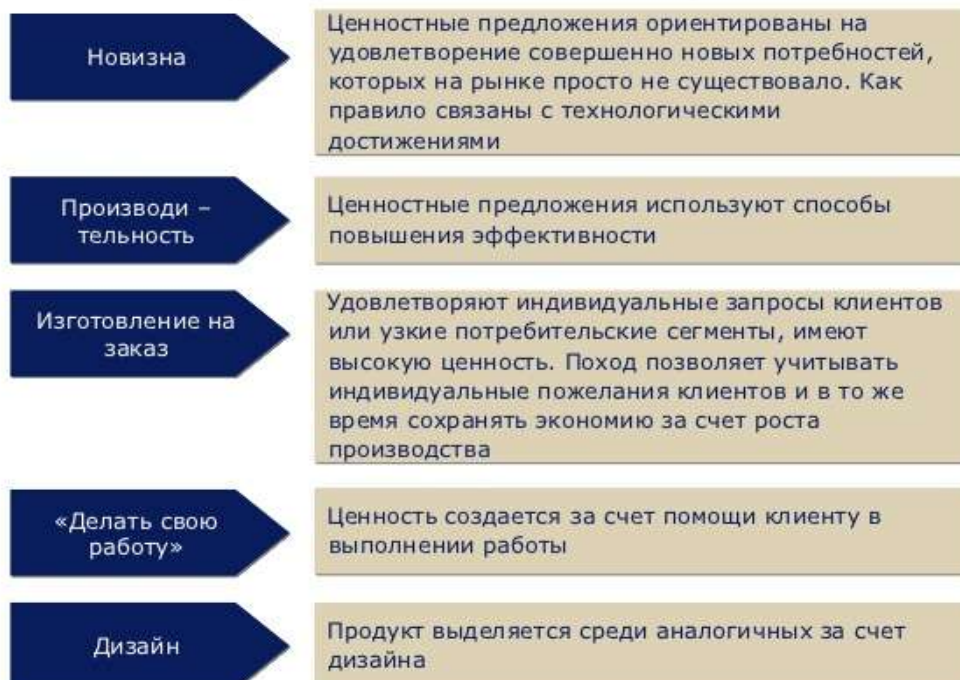 Новизна
Ценностные предложения ориентированы на
удовлетворение совершенно новых потребностей,
которых на рынке просто не существовало. Как
правило связаны с технологическими
достижениями
Производи –
тельность
Ценностные предложения используют способы
повышения эффективности
Изготовление на
заказ
Удовлетворяют индивидуальные запросы клиентов
или узкие потребительские сегменты, имеют
высокую ценность. Поход позволяет учитывать
индивидуальные пожелания клиентов и в то же
время сохранять экономию за счет роста
производства
«Делать свою
работу»
Ценность создается за счет помощи клиенту в
выполнении работы
Дизайн
Продукт выделяется среди аналогичных за счет
дизайна